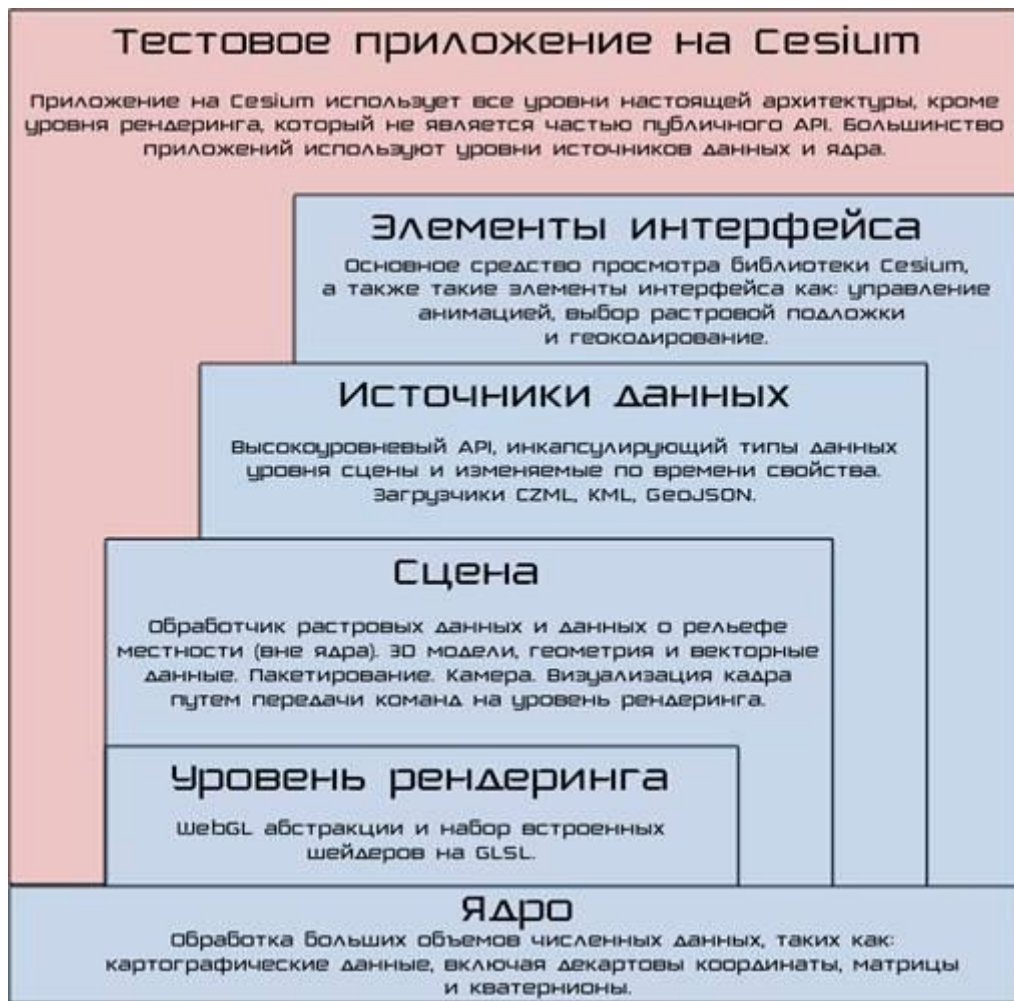 Тестовое приложение на Cesium
Приложение на Cesium использует все уровни настоящей архитектуры, кроме
уровня рендеринга, который не является частью публичного API. Большинство
приложений используют уровни источников данных и ядра.
Элементы интерфейса
Основное средство просмотра библиотеки Cesium,
а также такие элементы интерфейса как: управление
анимацией, выбор растровой подложки
и геокодирование.
Источники данных
Высокоуровневый API, инкапсулирующий типы данных
уровня сцены и изменяемые по времени свойства.
Загрузчики CZML, KML, GeoJSON.
Сцена
Обработчик растровых данных и данных о рельефе
местности (вне ядра). 3D модели, геометрия и векторные
данные. Пакетирование. Камера. Визуализация кадра
путем передачи команд на уровень рендеринга.
Уровень рендеринга
WebGL абстракции и набор встроенных
шейдеров на GLSL.
Ядро
Обработка больших объемов численных данных, таких как:
картографические данные, включая декартовы координаты, матрицы
и кватернионы.